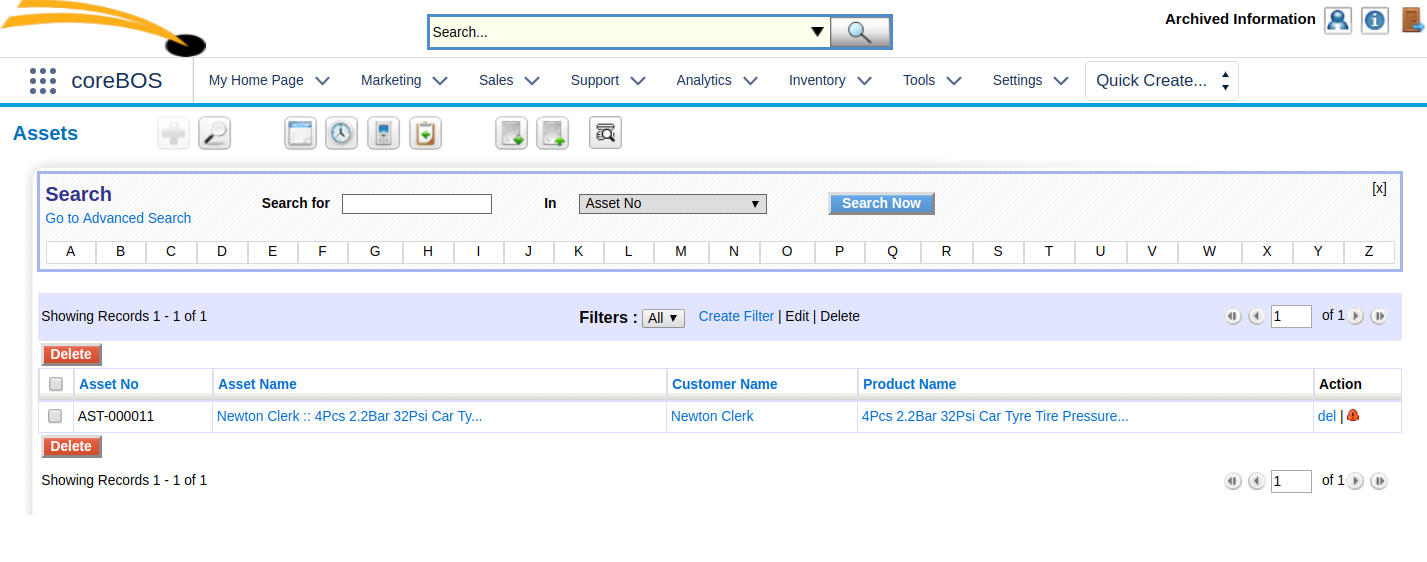 Archived Information
Search...
coreBOS My Home Page Marketing Sales Support Analytics Inventory Tools Settings Quick Create...
Assets
Search [x]
Search for In Asset No Search Now
Go to Advanced Search
A B C D E F G H I J K L M N O P Q R S T U V W X Y Z
Showing Records 1 - 1 of 1 Filters : All Create Filter | Edit | Delete 1 of 1
Delete
Asset No Asset Name Customer Name Product Name Action
AST-000011 Newton Clerk :: 4Pcs 2.2Bar 32Psi Car Ty... Newton Clerk 4Pcs 2.2Bar 32Psi Car Tyre Tire Pressure... del |
Delete
Showing Records 1 - 1 of 1 1 of 1